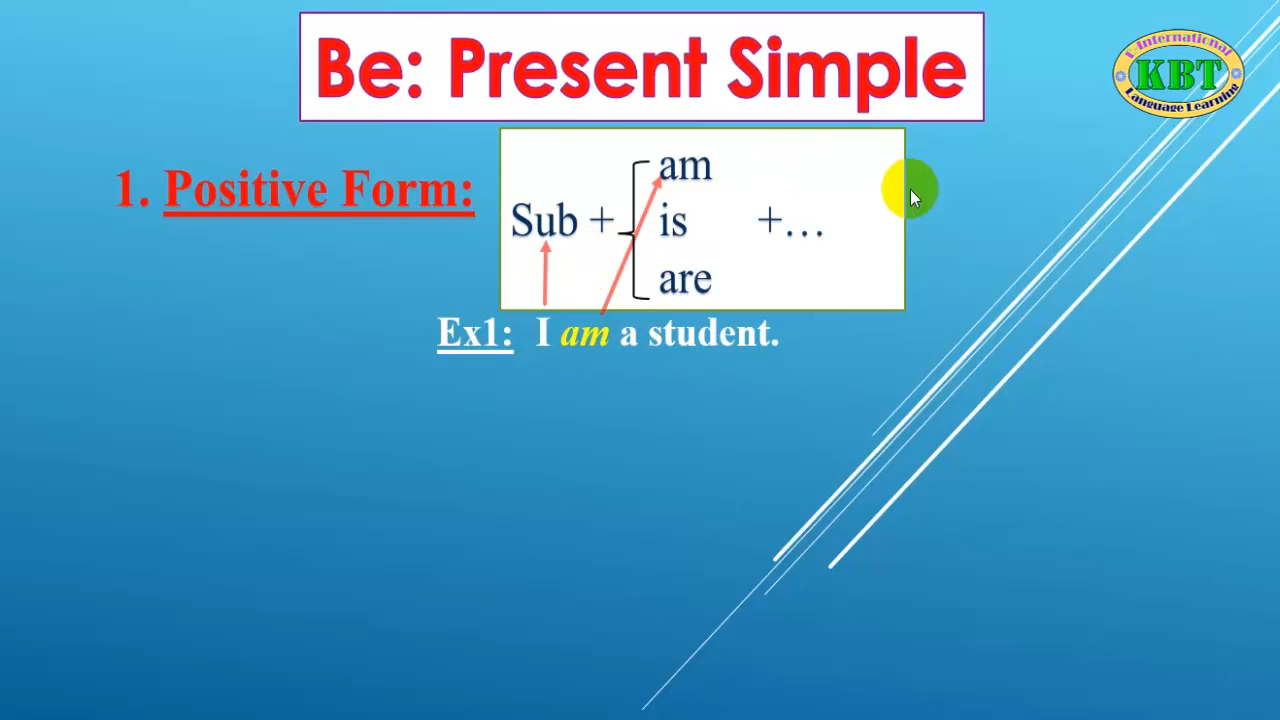 Be: Present Simple
X-International
KBT
Language Learning
1. Positive Form:
am
Sub + is +...
are
Ex1: I am a student.